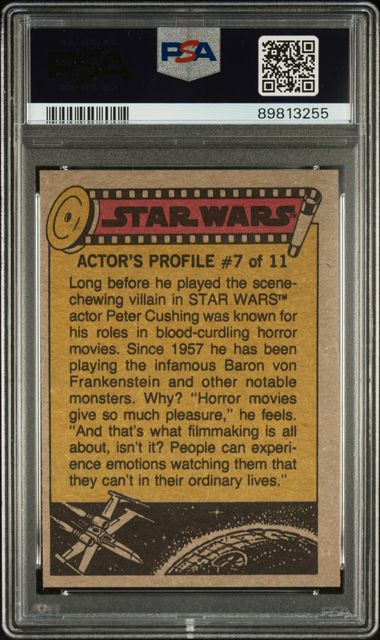 PSA
PSA
89813255
STAR WARS
ACTOR'S PROFILE #7 of 11
Long before he played the scene-
chewing villain in STAR WARS™
actor Peter Cushing was known for
his roles in blood-curdling horror
movies. Since 1957 he has been
playing the infamous Baron von
Frankenstein and other notable
monsters. Why? "Horror movies
give so much pleasure," he feels.
"And that's what filmmaking is all
about, isn't it? People can experi-
ence emotions watching them that
they can't in their ordinary lives."